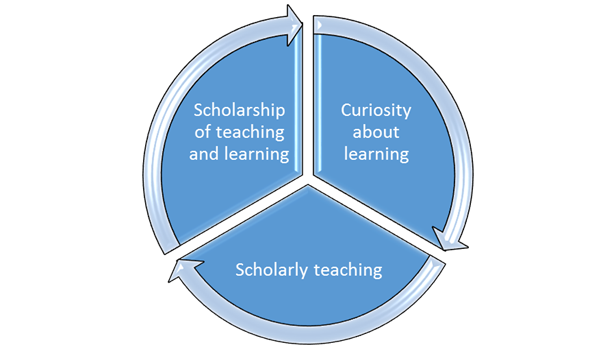 Scholarship
of teaching
and learning
Curiosity
about
learning
Scholarly teaching